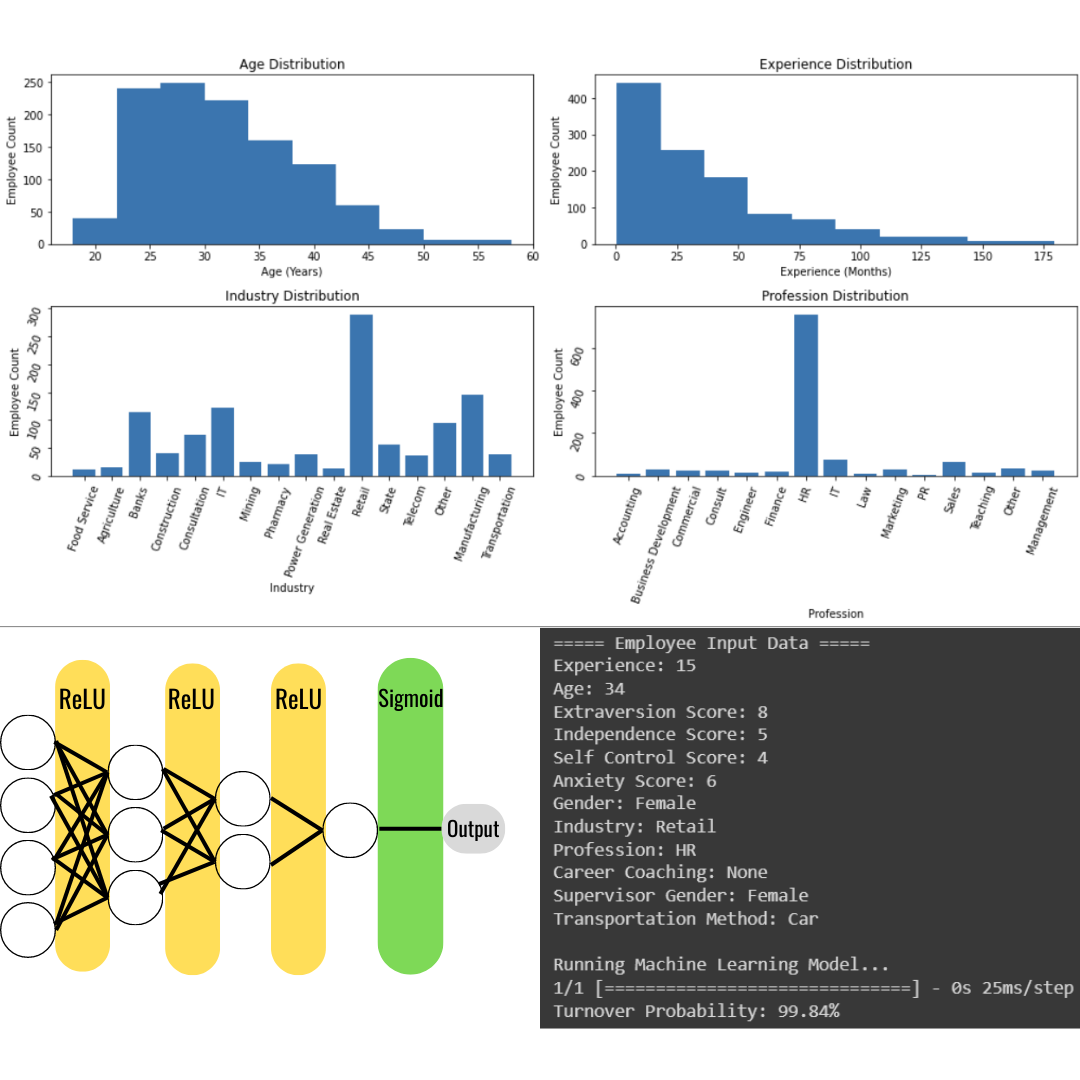 Age Distribution
Employee Count
250
200
150
100
50
0
20 25 30 35 40 45 50 55 60
Age (Years)
Experience Distribution
Employee Count
400
300
200
100
0
0 25 50 75 100 125 150 175
Experience (Months)
Industry Distribution
Employee Count
300
250
200
150
100
50
0
Food Service
Agriculture
Banks
Construction
Consultation
IT
Mining
Pharmacy
Power Generation
Real Estate
Retail
State
Telecom
Other
Manufacturing
Transportation
Industry
Profession Distribution
Employee Count
600
400
200
0
Accounting
Business Development
Commercial
Consult
Engineer
Finance
HR
IT
Law
Marketing
PR
Sales
Teaching
Other
Management
Profession
ReLU
ReLU
ReLU
Sigmoid
Output
===== Employee Input Data =====
Experience: 15
Age: 34
Extraversion Score: 8
Independence Score: 5
Self Control Score: 4
Anxiety Score: 6
Gender: Female
Industry: Retail
Profession: HR
Career Coaching: None
Supervisor Gender: Female
Transportation Method: Car
Running Machine Learning Model...
1/1 [==============================] - 0s 25ms/step
Turnover Probability: 99.84%